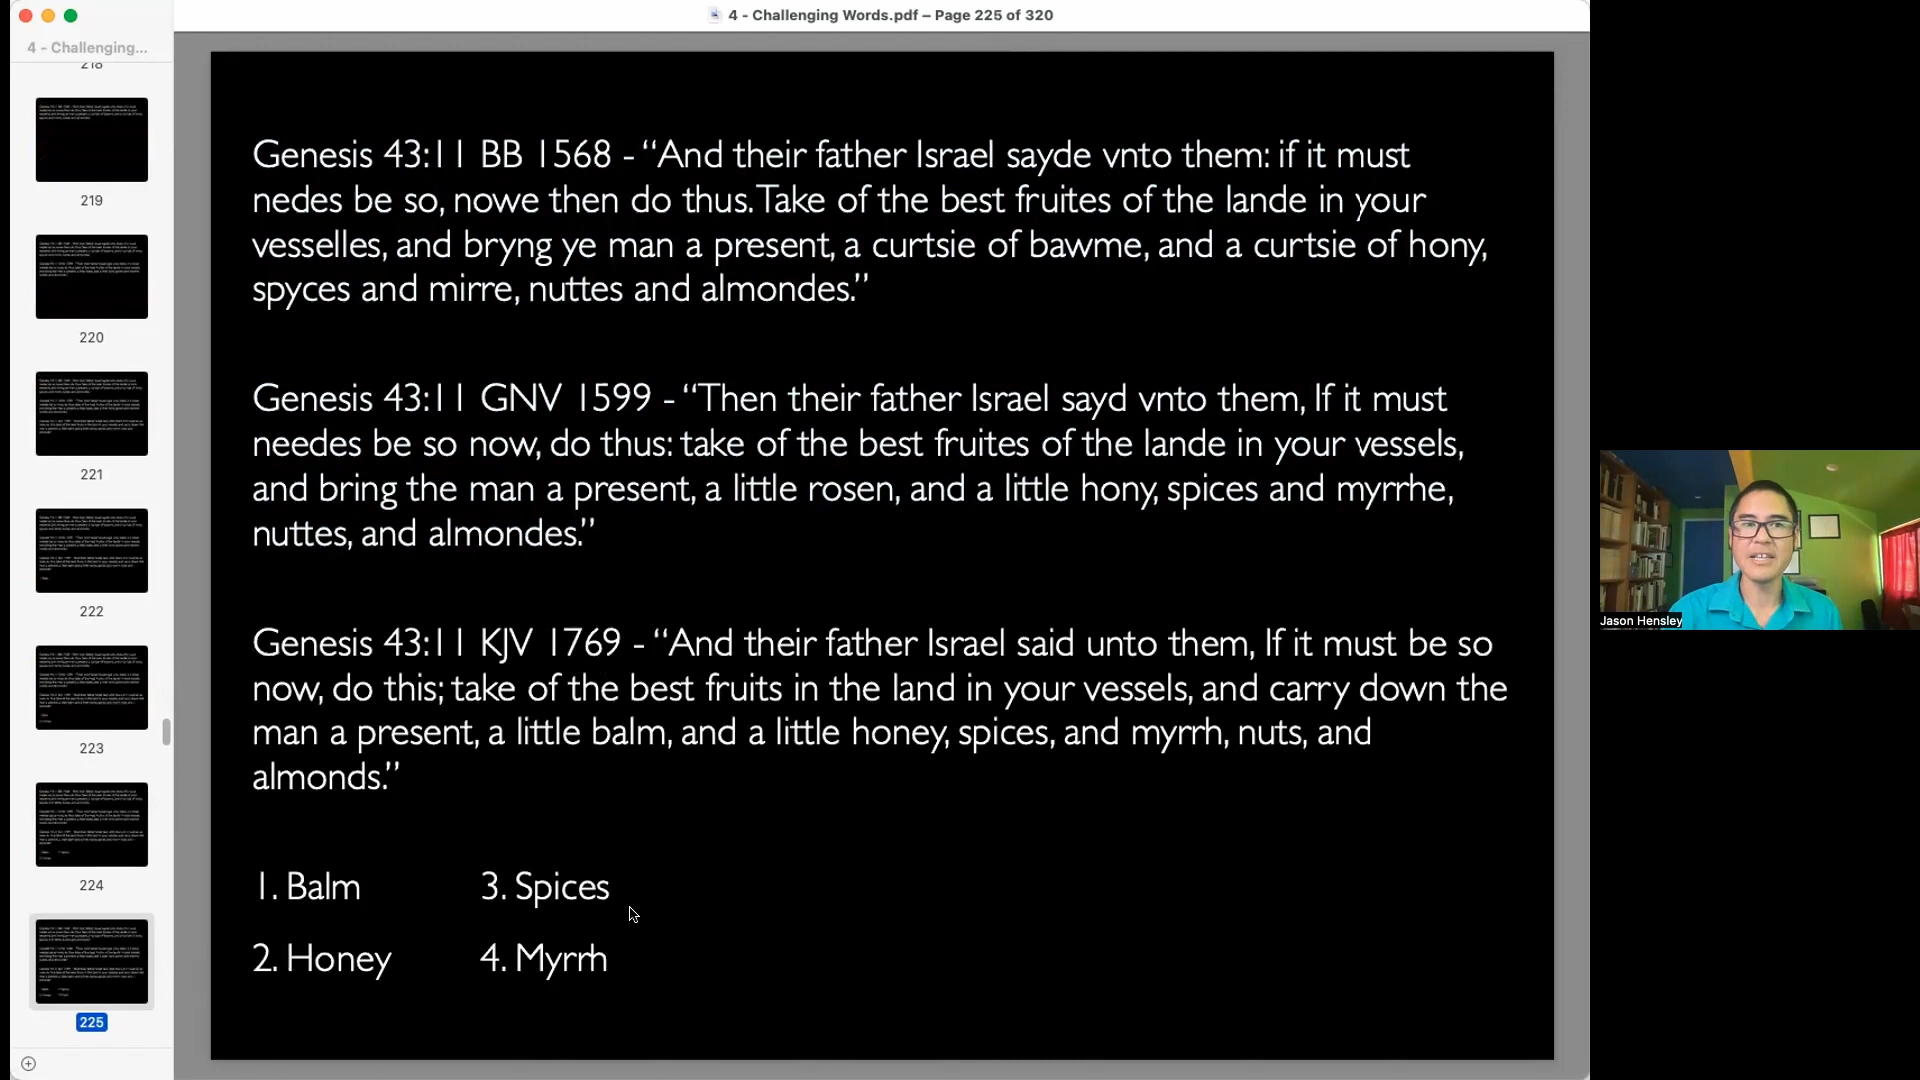 4 - Challenging Words.pdf – Page 225 of 320
4 - Challenging...
218
219
220
221
222
223
224
225
Genesis 43:11 BB 1568 - “And their father Israel sayde vnto them: if it must
nedes be so, nowe then do thus. Take of the best fruites of the lande in your
vesselles, and bryng ye man a present, a curtsie of bawme, and a curtsie of hony,
spyces and mirre, nuttes and almondes.”
Genesis 43:11 GNV 1599 - “Then their father Israel sayd vnto them, If it must
needes be so now, do thus: take of the best fruites of the lande in your vessels,
and bring the man a present, a little rosen, and a little hony, spices and myrrhe,
nuttes, and almondes.”
Genesis 43:11 KJV 1769 - “And their father Israel said unto them, If it must be so
now, do this; take of the best fruits in the land in your vessels, and carry down the
man a present, a little balm, and a little honey, spices, and myrrh, nuts, and
almonds.”
1. Balm 3. Spices
2. Honey 4. Myrrh
Jason Hensley